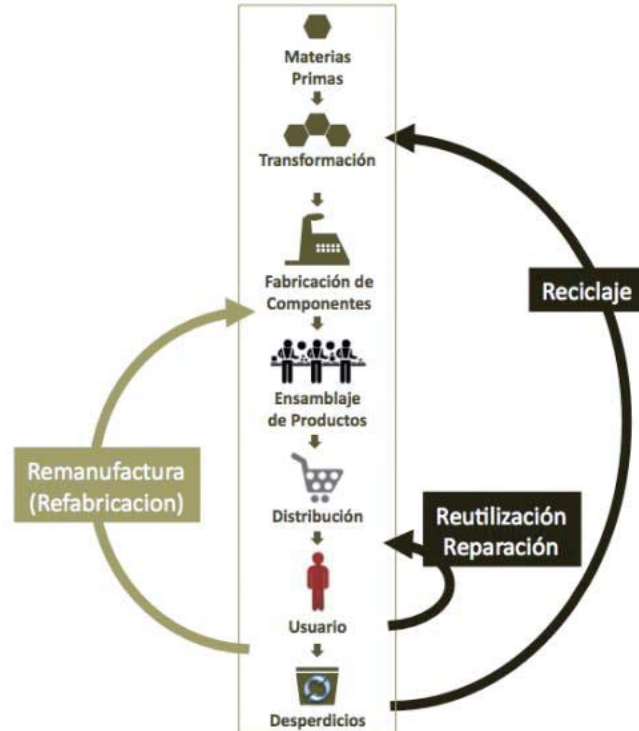 Materias
Primas
Transformación
Fabricación de
Componentes
Reciclaje
Ensamblaje
de Productos
Remanufactura
(Refabricacion)
Distribución
Reutilización
Reparación
Usuario
Desperdicios